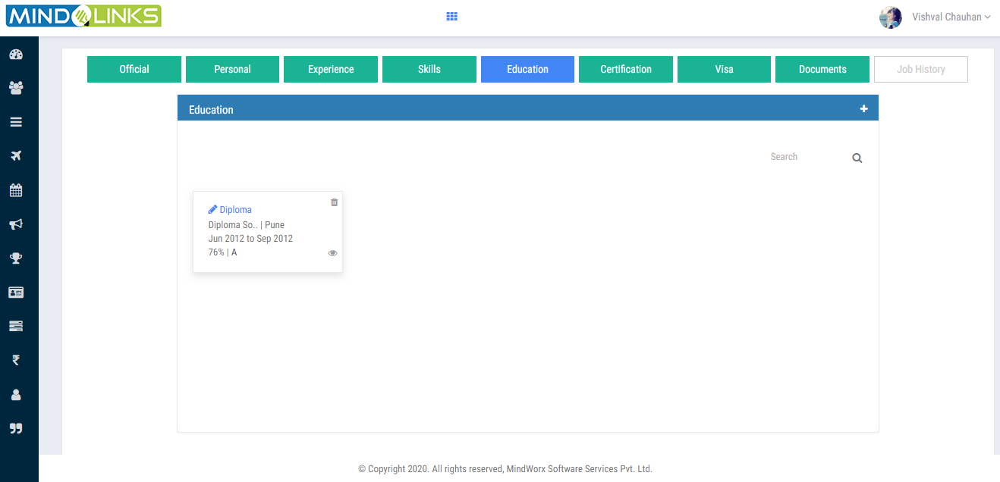 MINDLINKS
Vishval Chauhan
Official Personal Experience Skills Education Certification Visa Documents Job History
Education
Search
Diploma
Diploma So.. | Pune
Jun 2012 to Sep 2012
76% | A
© Copyright 2020. All rights reserved, MindWorx Software Services Pvt. Ltd.